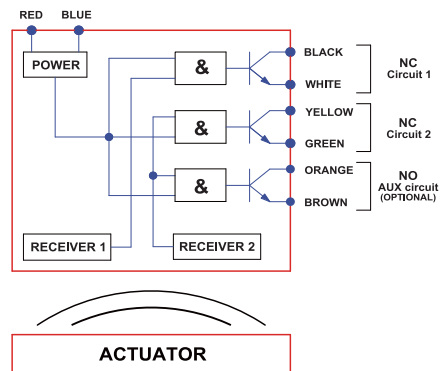 RED BLUE
POWER
& BLACK
WHITE
NC
Circuit 1
& YELLOW
GREEN
NC
Circuit 2
& ORANGE
BROWN
NO
AUX circuit
(OPTIONAL)
RECEIVER 1 RECEIVER 2
ACTUATOR